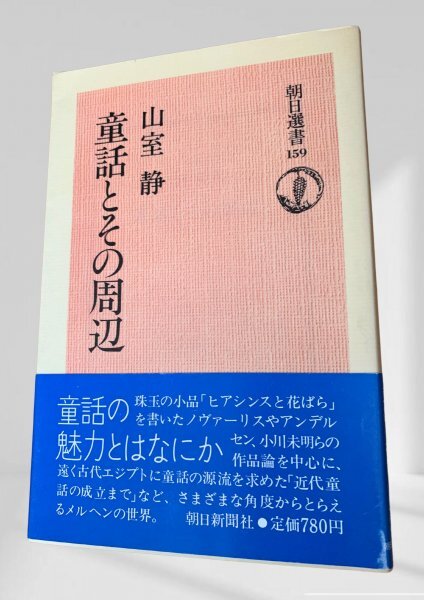 朝日選書
159
山室 静
童話とその周辺
童話の
魅力とはなにか
珠玉の小品「ヒアシンスと花ばら」
を書いたノヴァーリスやアンデル
セン、小川未明らの
作品論を中心に、
遠く古代エジプトに童話の源流を求めた「近代童
話の成立まで」など、さまざまな角度からとらえ
るメルヘンの世界。 朝日新聞社●定価780円